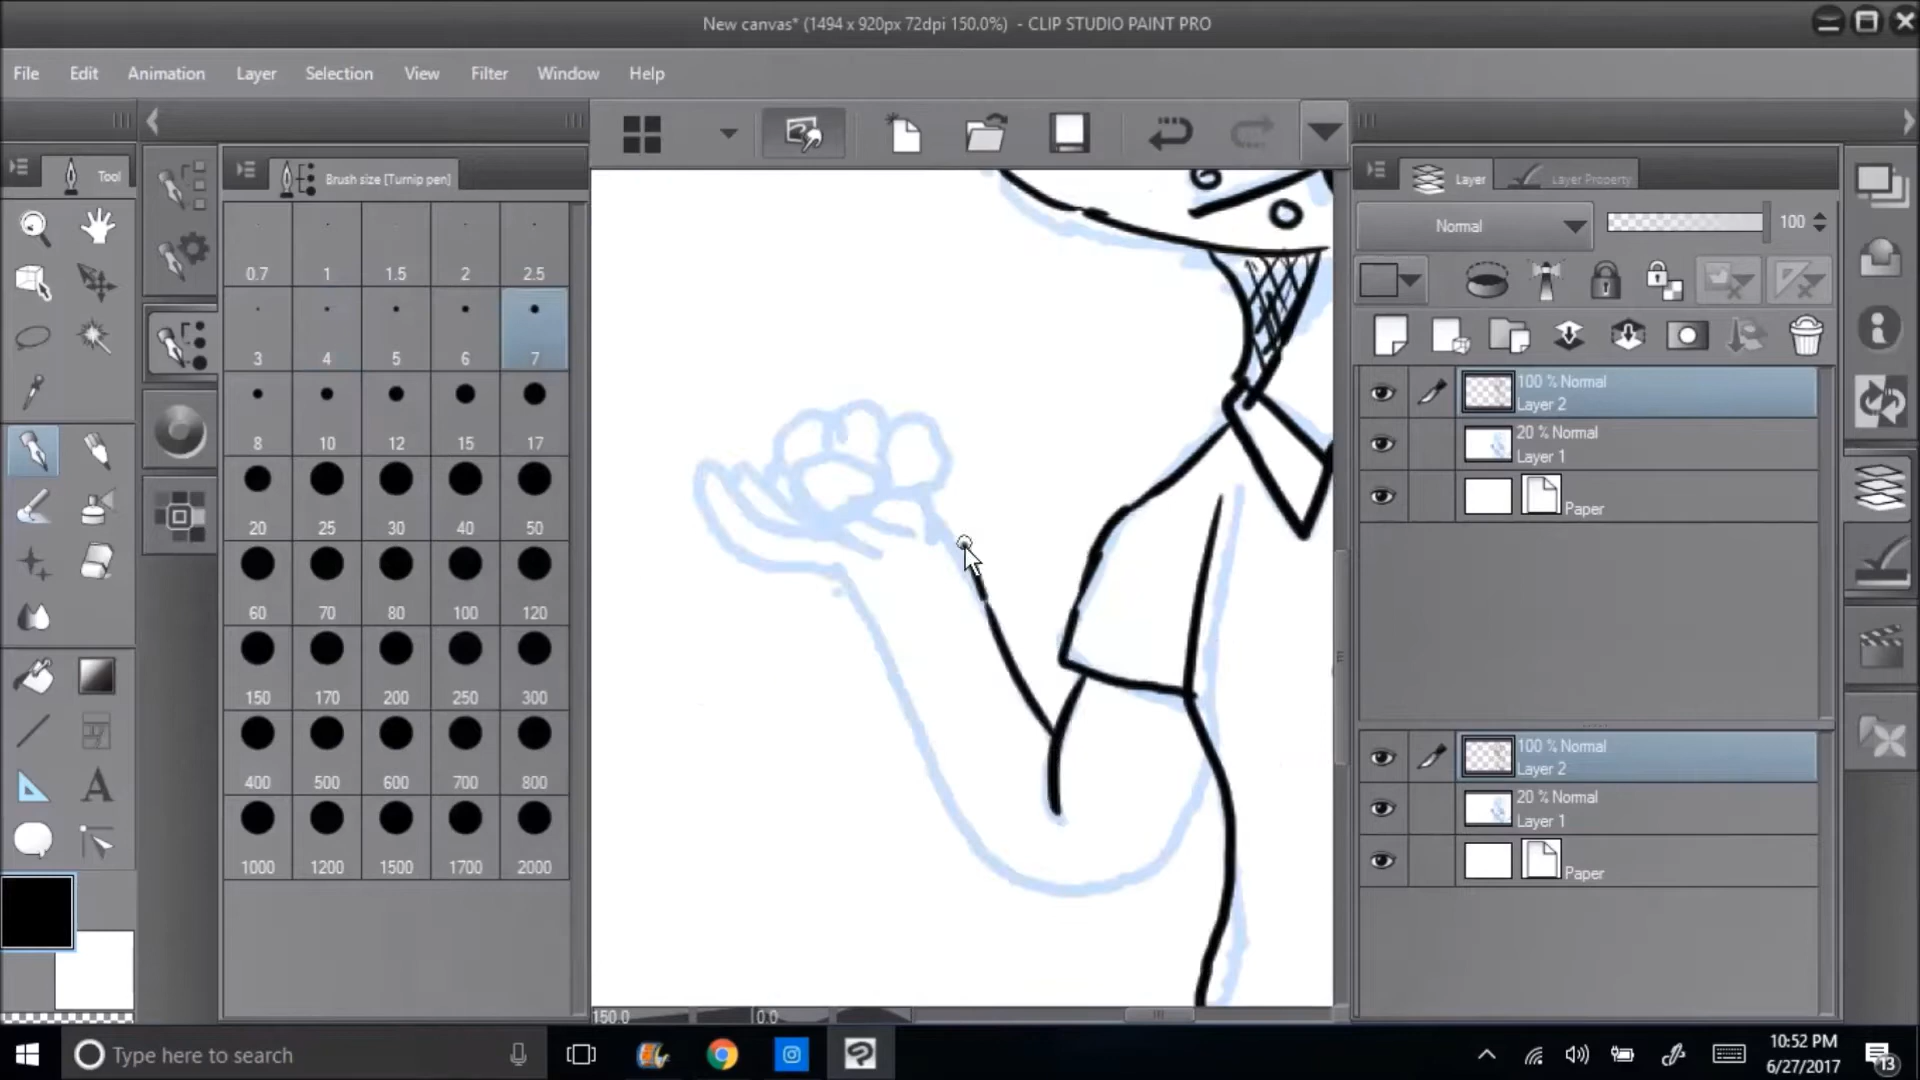 New canvas* (1494 x 920px 72dpi 150.0%) - CLIP STUDIO PAINT PRO
File Edit Animation Layer Selection View Filter Window Help
Tool
Brush size [Turnip pen]
Layer
Layer Property
Normal
100
0.7 1 1.5 2 2.5
3 4 5 6 7
8 10 12 15 17
20 25 30 40 50
60 70 80 100 120
150 170 200 250 300
400 500 600 700 800
1000 1200 1500 1700 2000
100 % Normal
Layer 2
20 % Normal
Layer 1
Paper
100 % Normal
Layer 2
20 % Normal
Layer 1
Paper
A
150.0
0.0
Type here to search
10:52 PM
6/27/2017
13